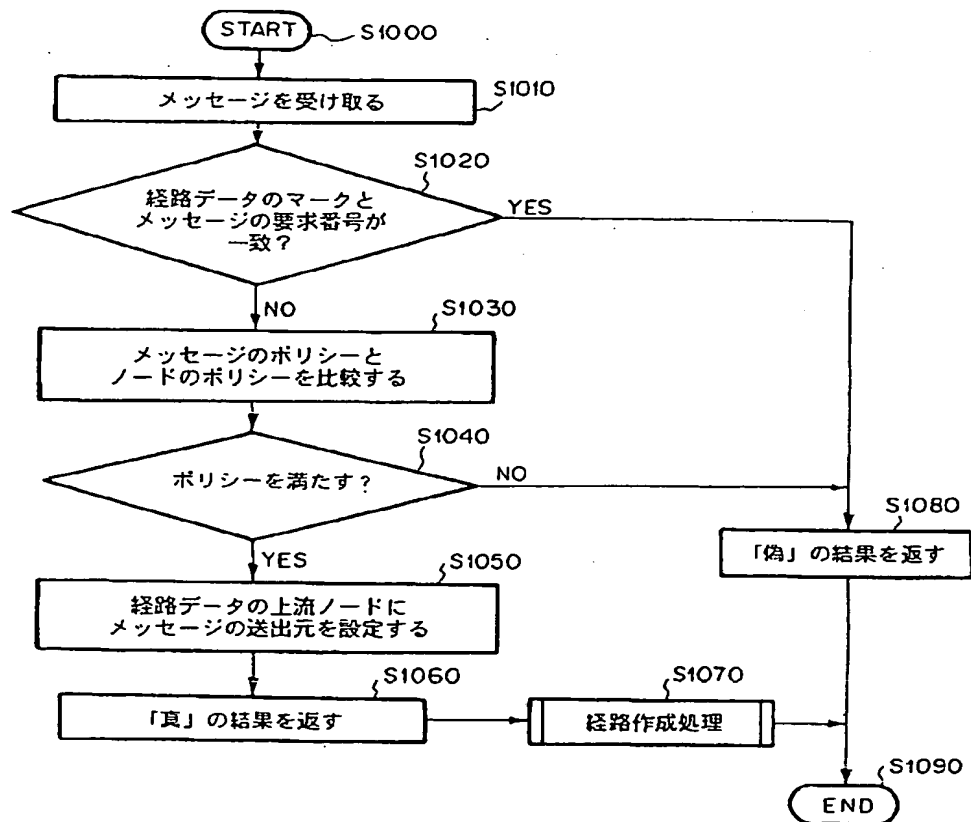 START
S1000
メッセージを受け取る
S1010
S1020
経路データのマークと
メッセージの要求番号が
一致?
YES
NO
S1030
メッセージのポリシーと
ノードのポリシーを比較する
S1040
ポリシーを満たす?
NO
S1080
「偽」の結果を返す
YES
S1050
経路データの上流ノードに
メッセージの送出元を設定する
S1060
「真」の結果を返す
S1070
経路作成処理
S1090
END